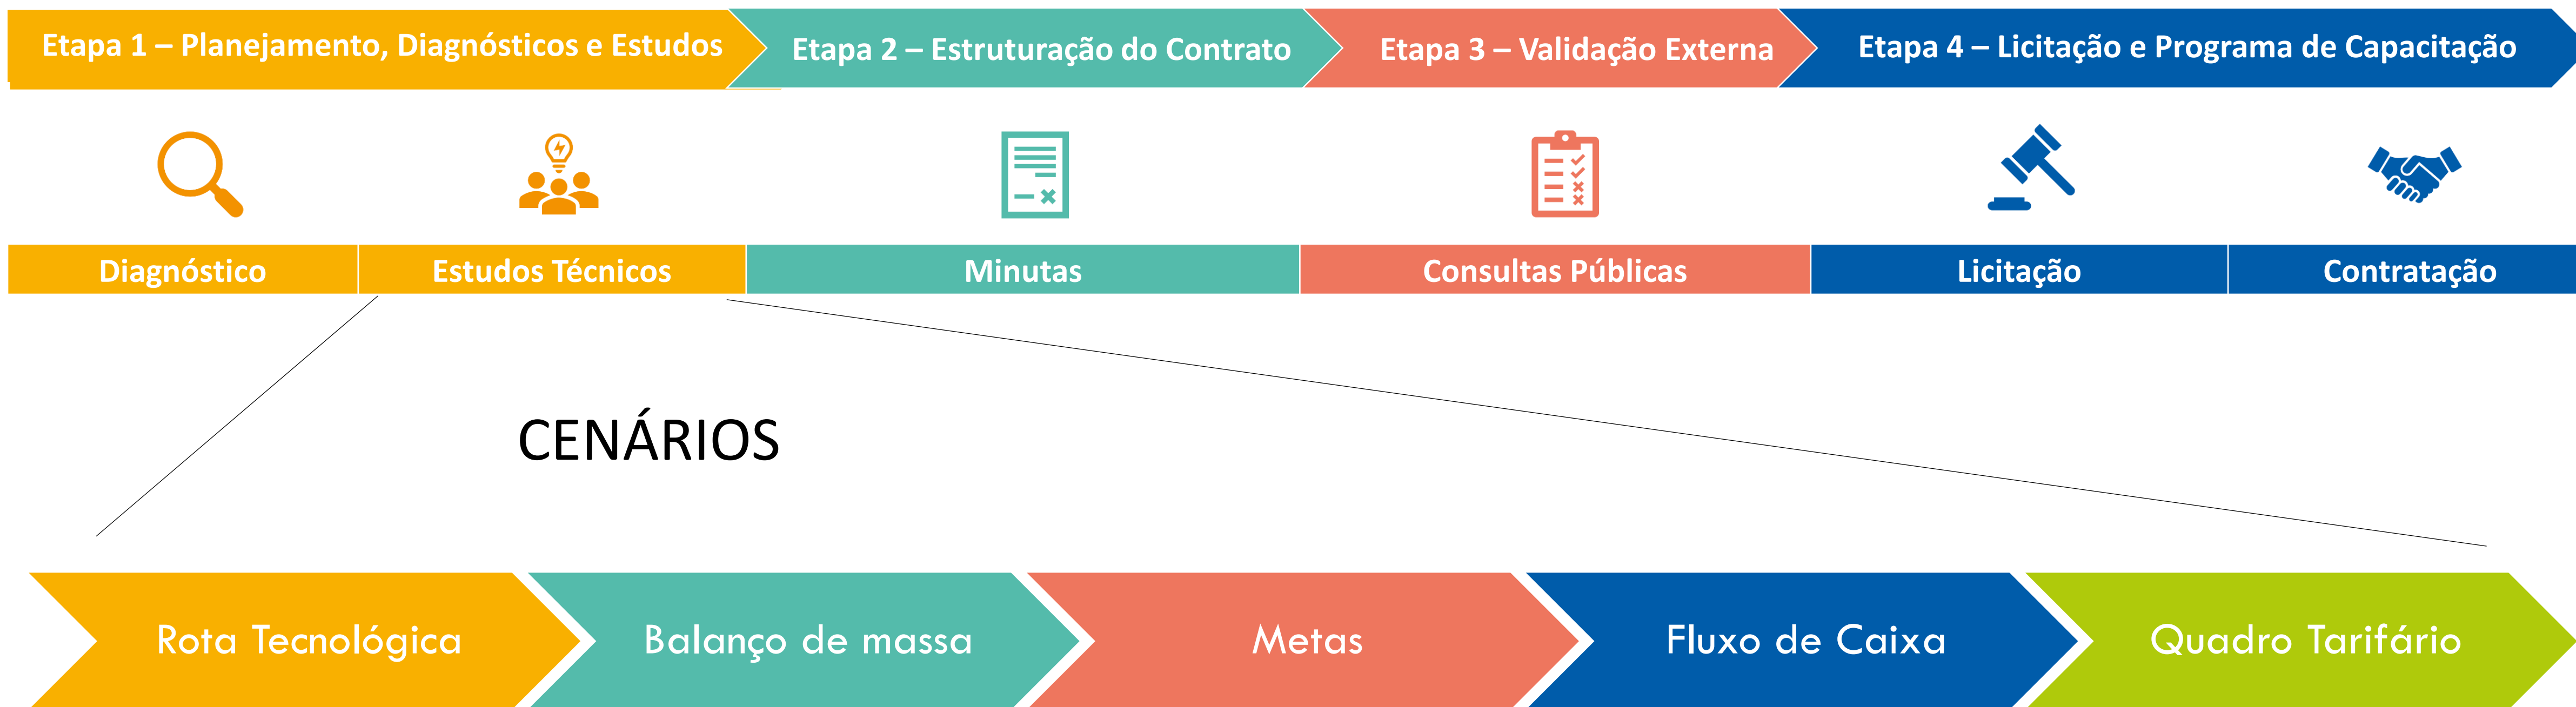 Etapa 1 – Planejamento, Diagnósticos e Estudos
Etapa 2 – Estruturação do Contrato
Etapa 3 – Validação Externa
Etapa 4 – Licitação e Programa de Capacitação
Diagnóstico
Estudos Técnicos
Minutas
Consultas Públicas
Licitação
Contratação
CENÁRIOS
Rota Tecnológica
Balanço de massa
Metas
Fluxo de Caixa
Quadro Tarifário